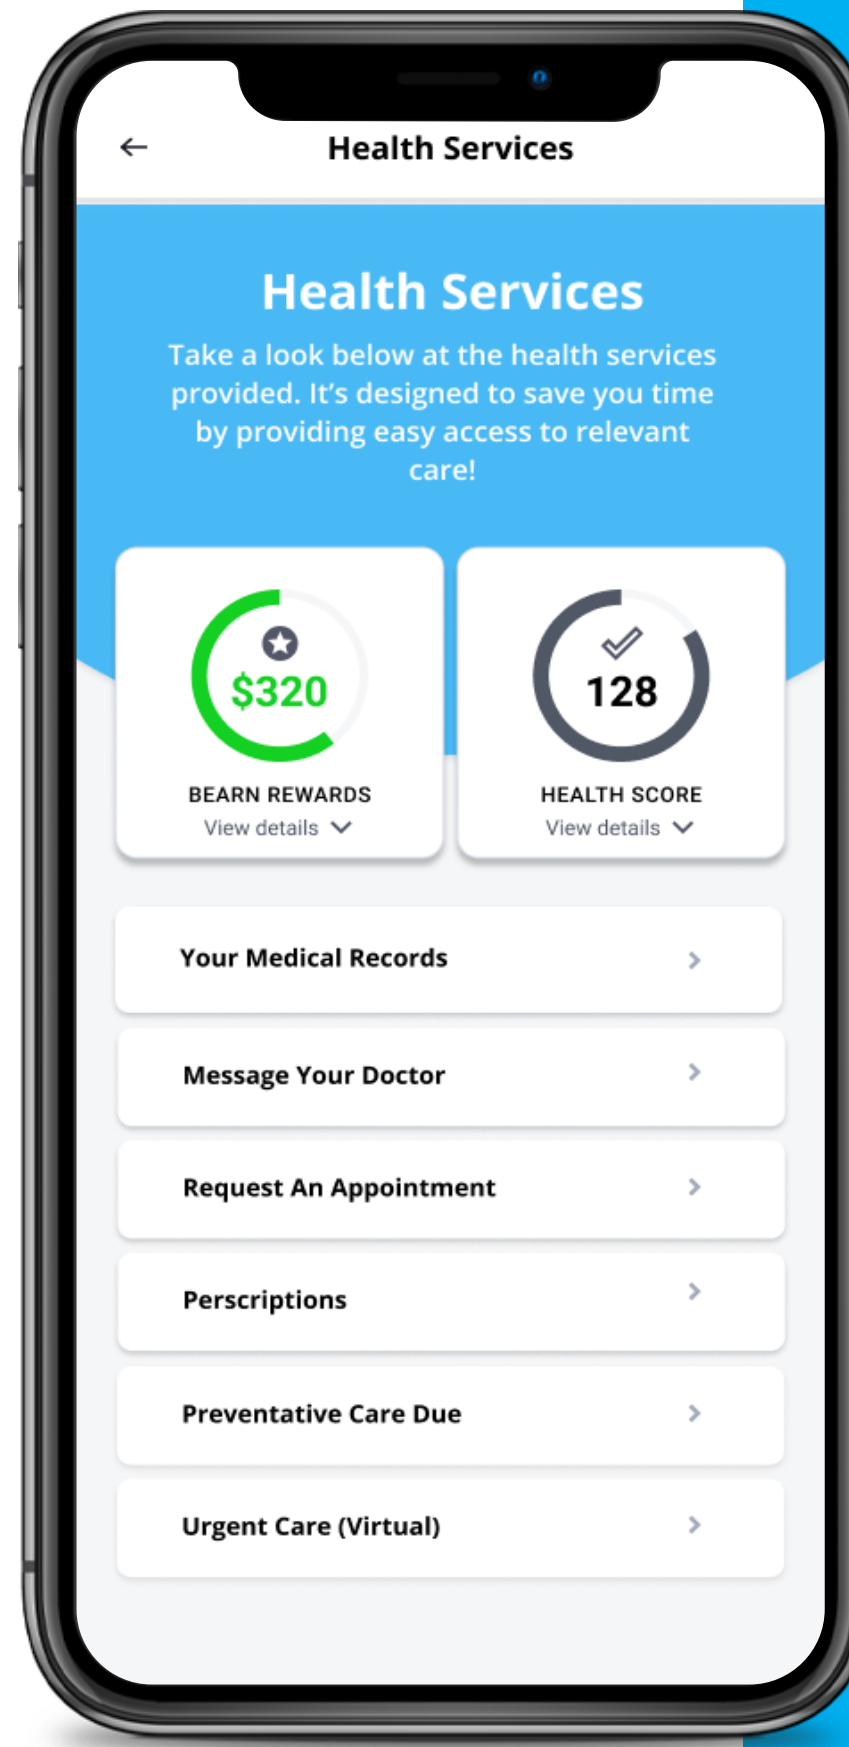 Health Services
Health Services
Take a look below at the health services
provided. It’s designed to save you time
by providing easy access to relevant
care!
$320
128
BEARN REWARDS
HEALTH SCORE
View details
View details
Your Medical Records
Message Your Doctor
Request An Appointment
Perscriptions
Preventative Care Due
Urgent Care (Virtual)